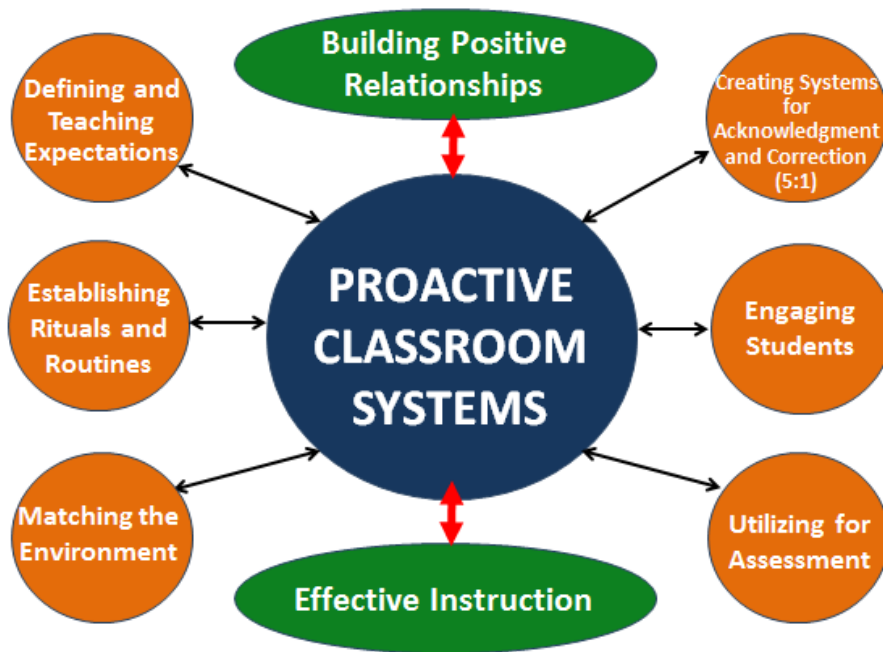 Building Positive
Relationships
Defining and
Teaching
Expectations
Creating Systems
for
Acknowledgment
and Correction
(5:1)
Establishing
Rituals and
Routines
PROACTIVE
CLASSROOM
SYSTEMS
Engaging
Students
Matching the
Environment
Utilizing for
Assessment
Effective Instruction